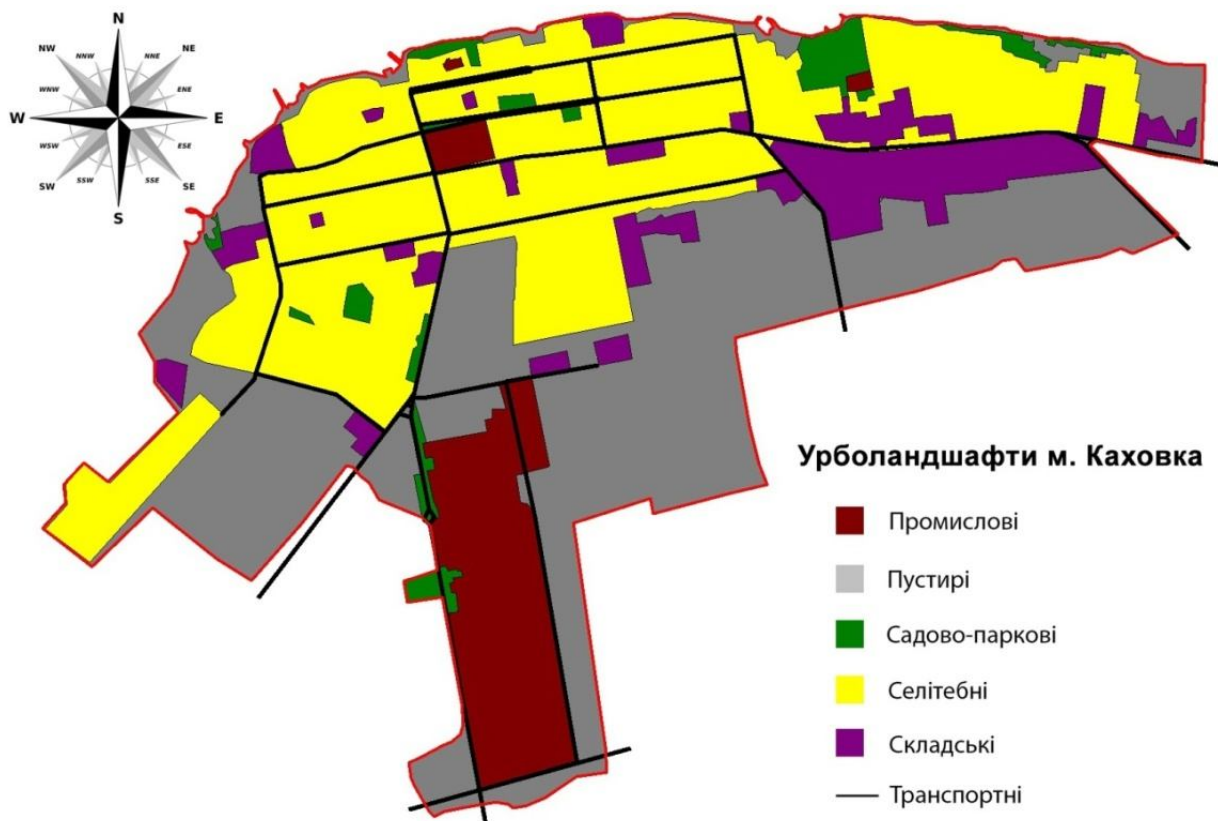 N
NNW
NNE
NW
NE
WNW
ENE
W
E
WSW
ESE
SW
SE
SSW
SSE
S
Урболандшафти м. Каховка
Промислові
Пустирі
Садово-паркові
Селітебні
Складські
Транспортні